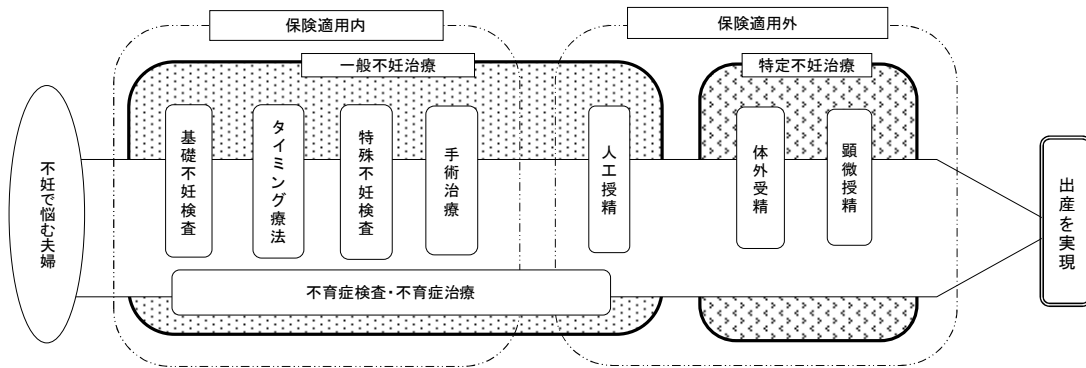 保険適用内
保険適用外
一般不妊治療
特定不妊治療
不妊で悩む夫婦
基礎不妊検査
タイミング療法
特殊不妊検査
手術治療
人工授精
体外受精
顕微授精
出産を実現
不育症検査・不育症治療